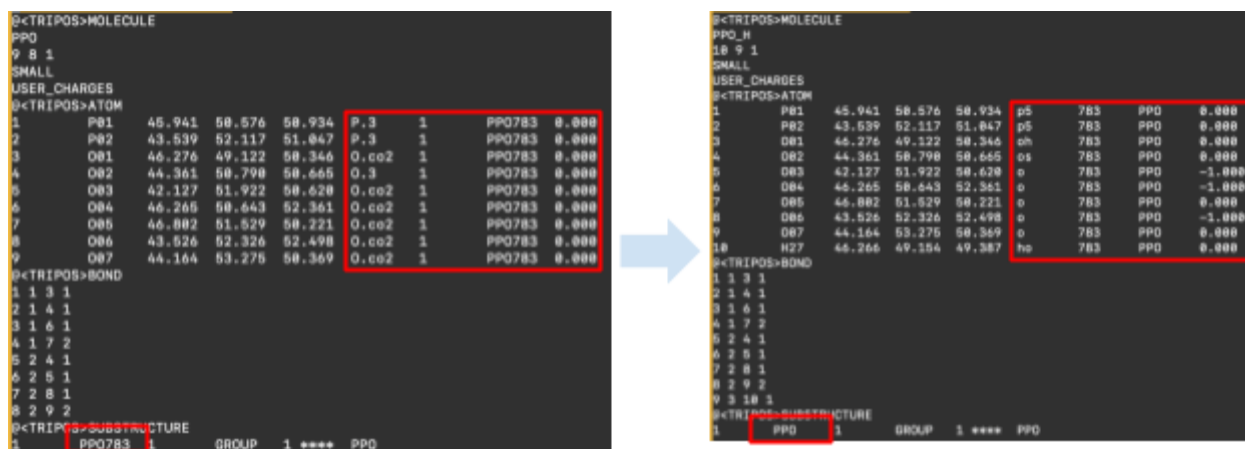 @<TRIPOS>MOLECULE
PPO
9 8 1
SMALL
USER_CHARGES
@<TRIPOS>ATOM
1 P01 45.941 50.576 50.934 P.3 1 PPO783 0.000
2 P02 43.539 52.117 51.047 P.3 1 PPO783 0.000
3 O01 46.276 49.122 50.346 O.co2 1 PPO783 0.000
4 O02 44.361 50.790 50.665 O.3 1 PPO783 0.000
5 O03 42.127 51.922 50.620 O.co2 1 PPO783 0.000
6 O04 46.265 50.643 52.361 O.co2 1 PPO783 0.000
7 O05 46.802 51.529 50.221 O.co2 1 PPO783 0.000
8 O06 43.526 52.326 52.498 O.co2 1 PPO783 0.000
9 O07 44.164 53.275 50.369 O.co2 1 PPO783 0.000
@<TRIPOS>BOND
1 1 3 1
2 1 4 1
3 1 6 1
4 1 7 2
5 2 4 1
6 2 5 1
7 2 8 1
8 2 9 2
@<TRIPOS>SUBSTRUCTURE
1 PPO783 1 GROUP 1 **** PPO
@<TRIPOS>MOLECULE
PPO_H
10 9 1
SMALL
USER_CHARGES
@<TRIPOS>ATOM
1 P01 45.941 50.576 50.934 p5 783 PPO 0.000
2 P02 43.539 52.117 51.047 p5 783 PPO 0.000
3 O01 46.276 49.122 50.346 oh 783 PPO 0.000
4 O02 44.361 50.790 50.665 os 783 PPO 0.000
5 O03 42.127 51.922 50.620 o 783 PPO -1.000
6 O04 46.265 50.643 52.361 o 783 PPO -1.000
7 O05 46.802 51.529 50.221 o 783 PPO 0.000
8 O06 43.526 52.326 52.498 o 783 PPO -1.000
9 O07 44.164 53.275 50.369 o 783 PPO 0.000
10 H27 46.266 49.154 49.387 ho 783 PPO 0.000
@<TRIPOS>BOND
1 1 3 1
2 1 4 1
3 1 6 1
4 1 7 2
5 2 4 1
6 2 5 1
7 2 8 1
8 2 9 2
9 3 10 1
@<TRIPOS>SUBSTRUCTURE
1 PPO 1 GROUP 1 **** PPO